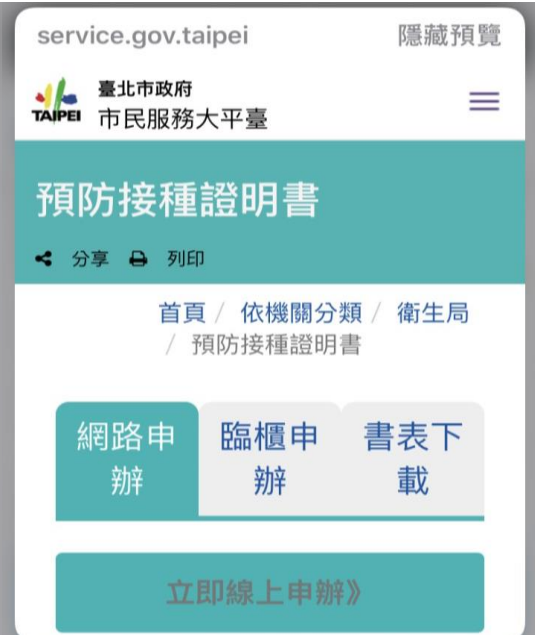 service.gov.taipei 隱藏預覽
臺北市政府
TAIPEI 市民服務大平臺
預防接種證明書
分享 列印
首頁 / 依機關分類 / 衛生局
/ 預防接種證明書
網路申 臨櫃申 書表下
辦 辦 載
立即線上申辦》